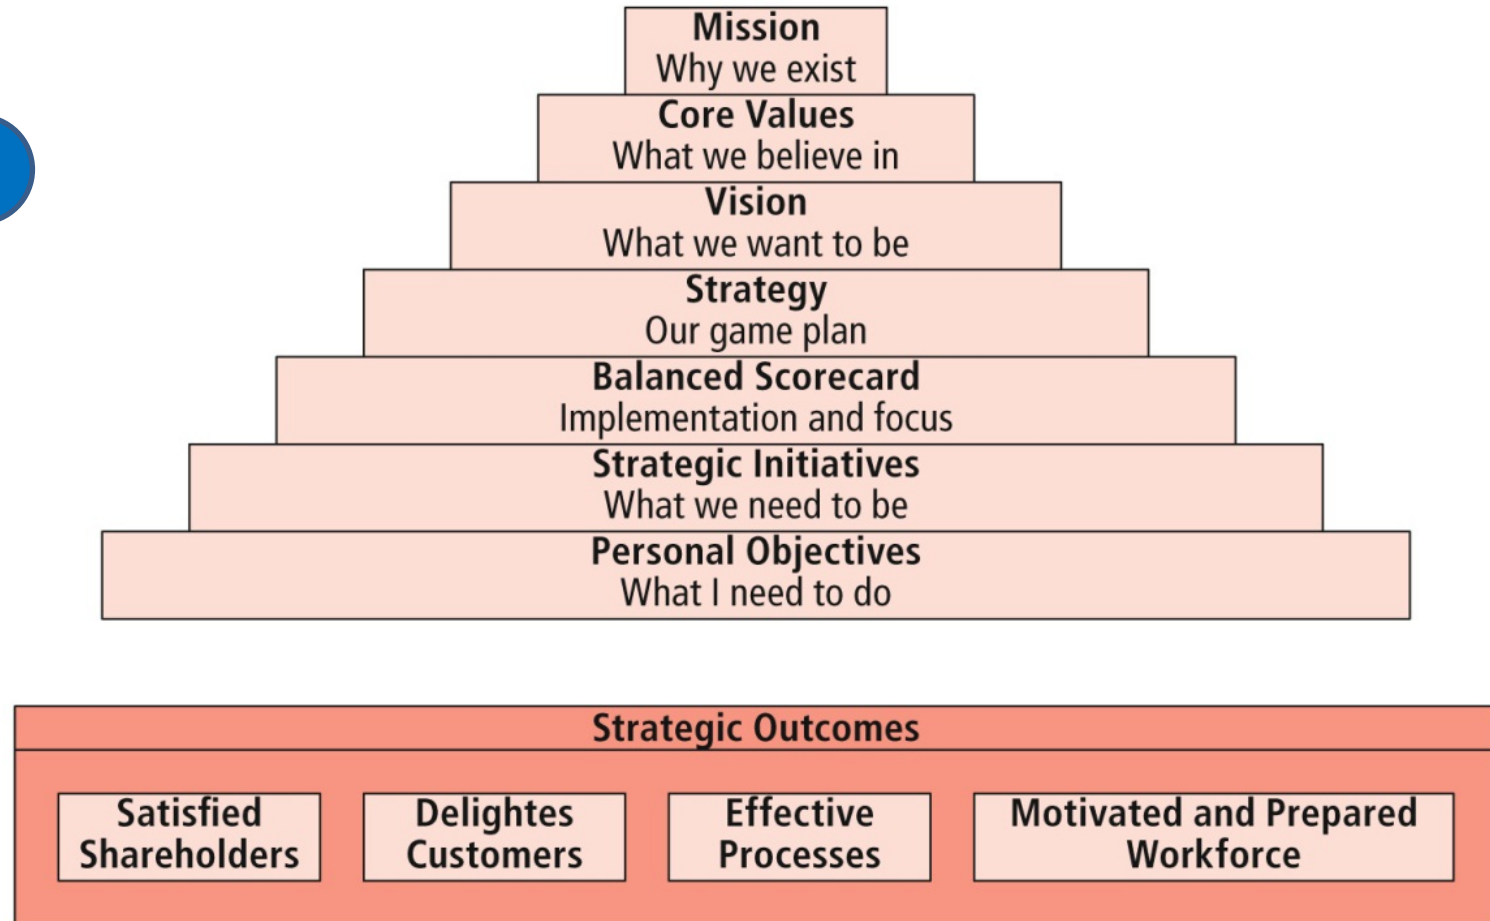 Mission
Why we exist
Core Values
What we believe in
Vision
What we want to be
Strategy
Our game plan
Balanced Scorecard
Implementation and focus
Strategic Initiatives
What we need to be
Personal Objectives
What I need to do
Strategic Outcomes
Satisfied
Shareholders
Delightes
Customers
Effective
Processes
Motivated and Prepared
Workforce